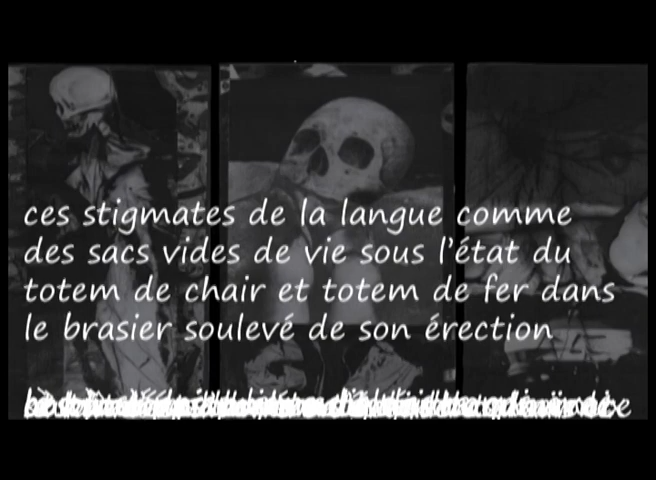 ces stigmates de la langue comme
des sacs vides de vie sous l'état du
totem de chair et totem de fer dans
le brasier soulevé de son érection